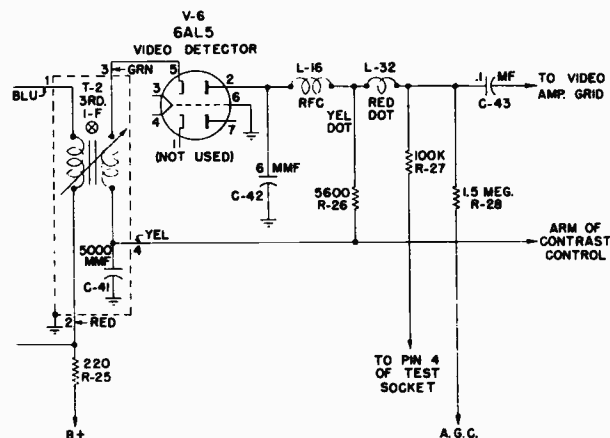 V-6
6AL5
VIDEO DETECTOR
1
BLU
T-2
3RD.
I-F
3
GRN
5
3
4
1
2
6
7
(NOT USED)
6 MMF
C-42
L-16
RFC
YEL
DOT
L-32
RED
DOT
.1 MF
C-43
TO VIDEO
AMP. GRID
5600
R-26
100K
R-27
1.5 MEG.
R-28
YEL
4
5000
MMF
C-41
ARM OF
CONTRAST
CONTROL
2
RED
220
R-25
B+
TO PIN 4
OF TEST
SOCKET
A.G.C.